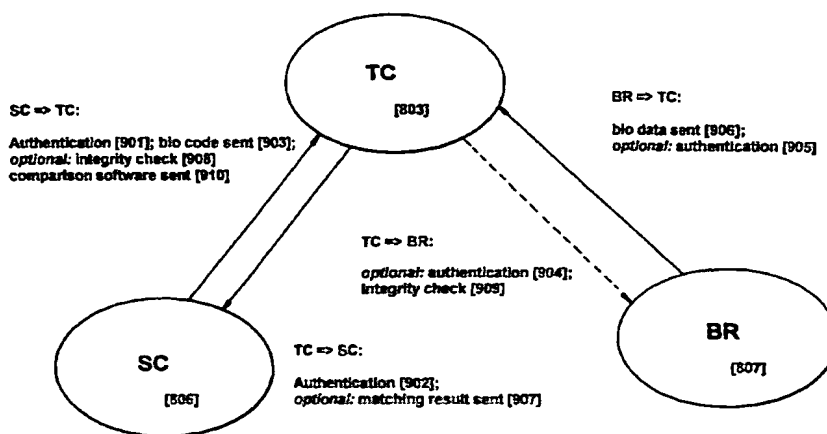 TC
[803]
SC => TC:
Authentication [901]; bio code sent [903];
optional: integrity check [908]
comparison software sent [910]
BR => TC:
bio data sent [906];
optional: authentication [905]
TC => BR:
optional: authentication [904];
integrity check [909]
SC
[806]
TC => SC:
Authentication [902];
optional: matching result sent [907]
BR
[807]